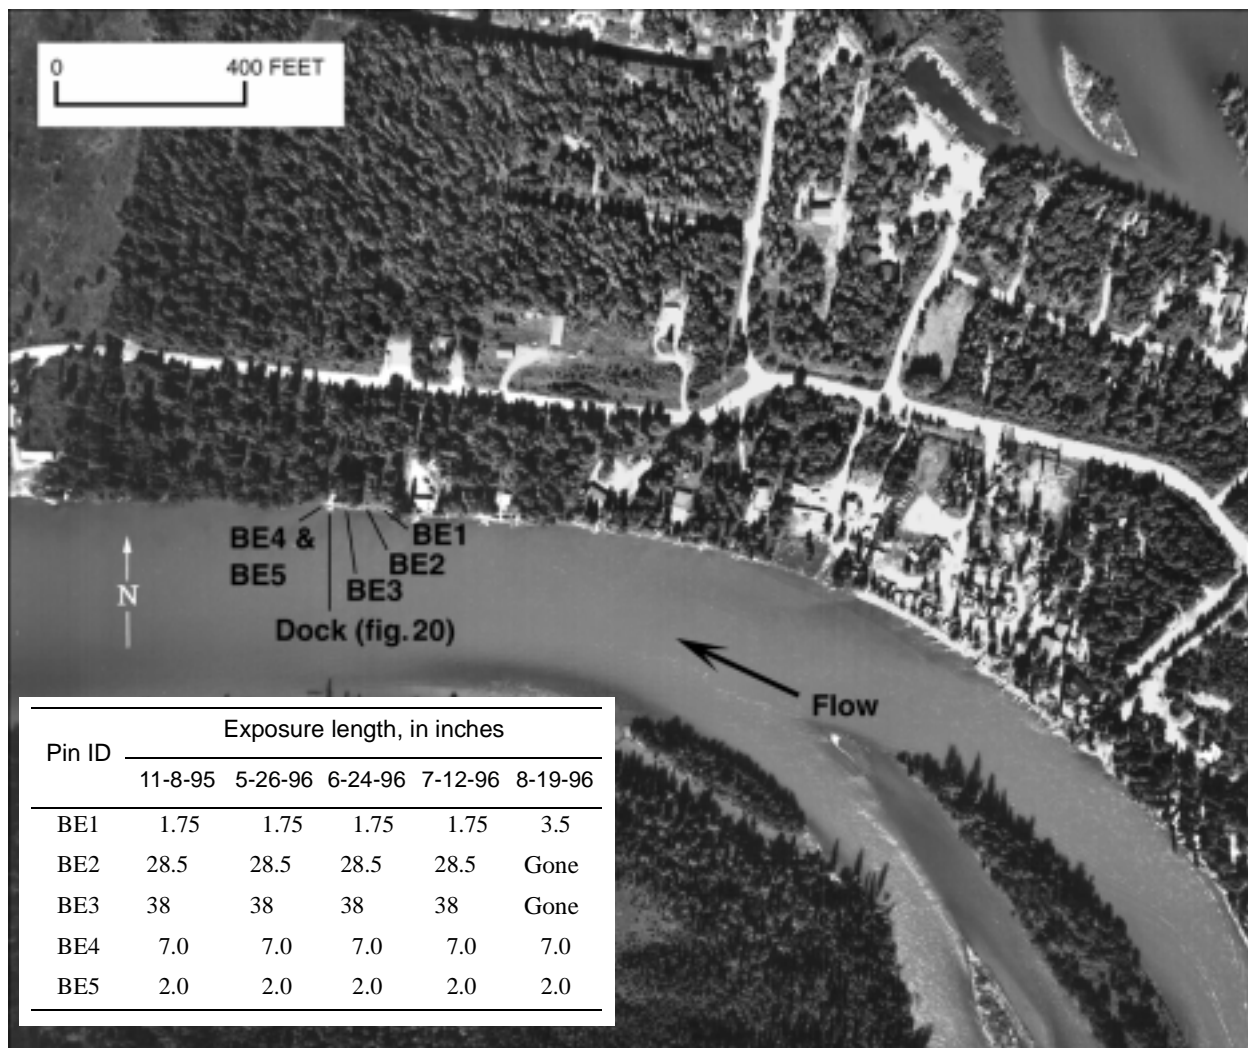 0 400 FEET
BE4 &
BE5
BE1
BE2
BE3
N
Dock (fig. 20)
Flow
Pin ID Exposure length, in inches
11-8-95 5-26-96 6-24-96 7-12-96 8-19-96
BE1 1.75 1.75 1.75 1.75 3.5
BE2 28.5 28.5 28.5 28.5 Gone
BE3 38 38 38 38 Gone
BE4 7.0 7.0 7.0 7.0 7.0
BE5 2.0 2.0 2.0 2.0 2.0